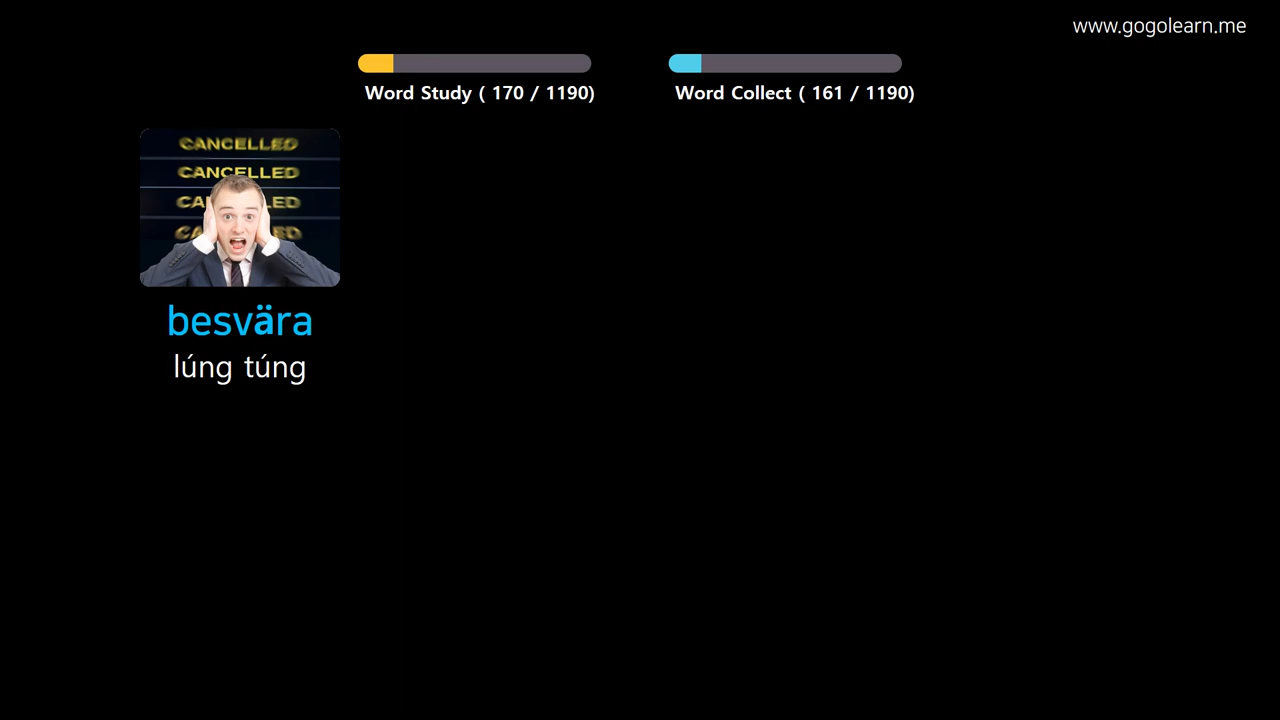 www.gogolearn.me
Word Study ( 170 / 1190)
Word Collect ( 161 / 1190)
CANCELLED
CANCELLED
besvära
lúng túng